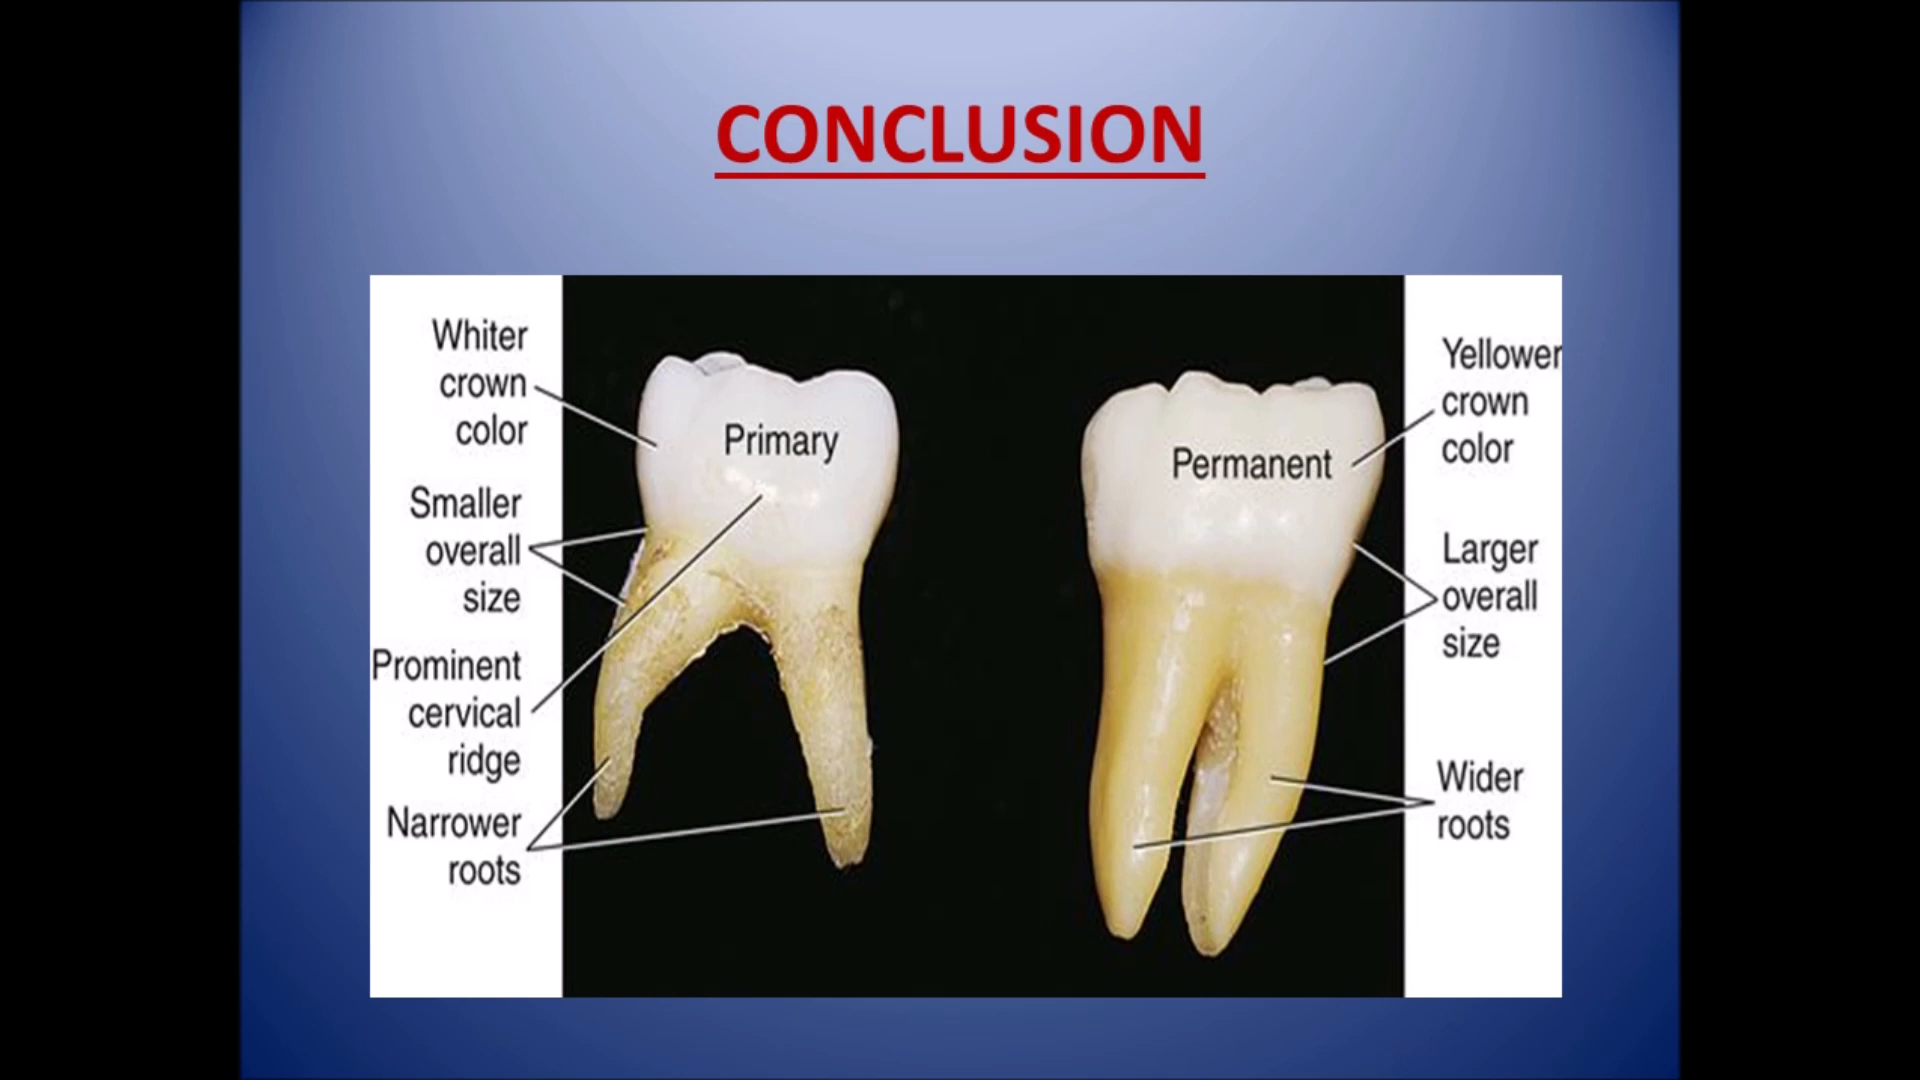 CONCLUSION
Whiter
crown
color
Smaller
overall
size
Prominent
cervical
ridge
Narrower
roots
Primary
Permanent
Yellower
crown
color
Larger
overall
size
Wider
roots